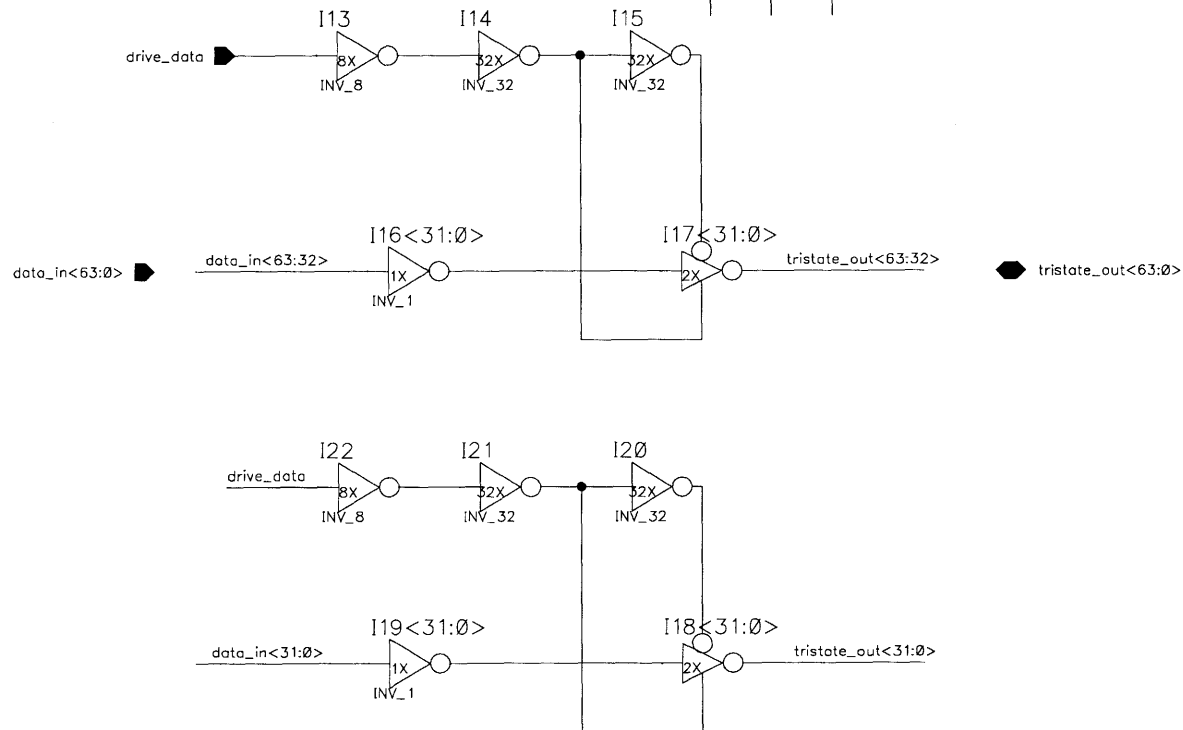 I13 I14 I15
drive_data 8X 32X 32X
INV_8 INV_32 INV_32
I16<31:0> I17<31:0>
data_in<63:0> data_in<63:32> 1X 2X tristate_out<63:32> tristate_out<63:0>
INV_1
I22 I21 I20
drive_data 8X 32X 32X
INV_8 INV_32 INV_32
I19<31:0> I18<31:0>
data_in<31:0> 1X 2X tristate_out<31:0>
INV_1